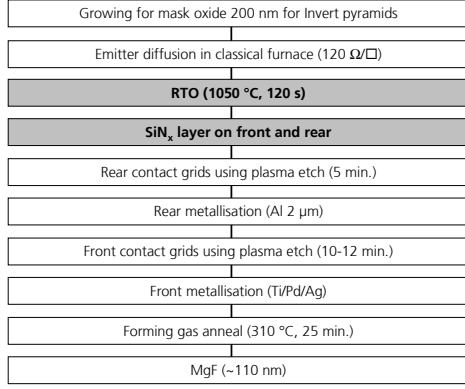 Growing for mask oxide 200 nm for Invert pyramids
Emitter diffusion in classical furnace (120 Ω/□)
RTO (1050 °C, 120 s)
SiNx layer on front and rear
Rear contact grids using plasma etch (5 min.)
Rear metallisation (Al 2 µm)
Front contact grids using plasma etch (10-12 min.)
Front metallisation (Ti/Pd/Ag)
Forming gas anneal (310 °C, 25 min.)
MgF (~110 nm)